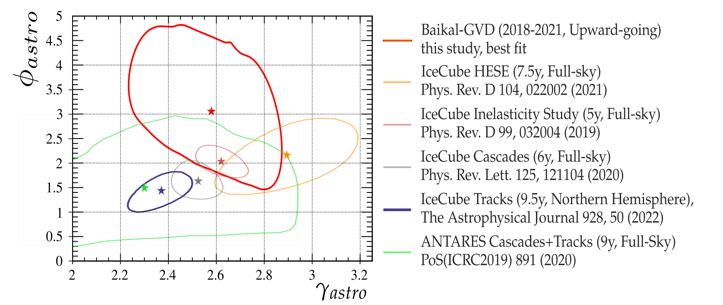 ϕastro
5
4.5
4
3.5
3
2.5
2
1.5
1
0.5
0
2
2.2
2.4
2.6
2.8
3
3.2
γastro
Baikal-GVD (2018-2021, Upward-going)
this study, best fit
IceCube HESE (7.5y, Full-sky)
Phys. Rev. D 104, 022002 (2021)
IceCube Inelasticity Study (5y, Full-sky)
Phys. Rev. D 99, 032004 (2019)
IceCube Cascades (6y, Full-sky)
Phys. Rev. Lett. 125, 121104 (2020)
IceCube Tracks (9.5y, Northern Hemisphere),
The Astrophysical Journal 928, 50 (2022)
ANTARES Cascades+Tracks (9y, Full-Sky)
PoS(ICRC2019) 891 (2020)